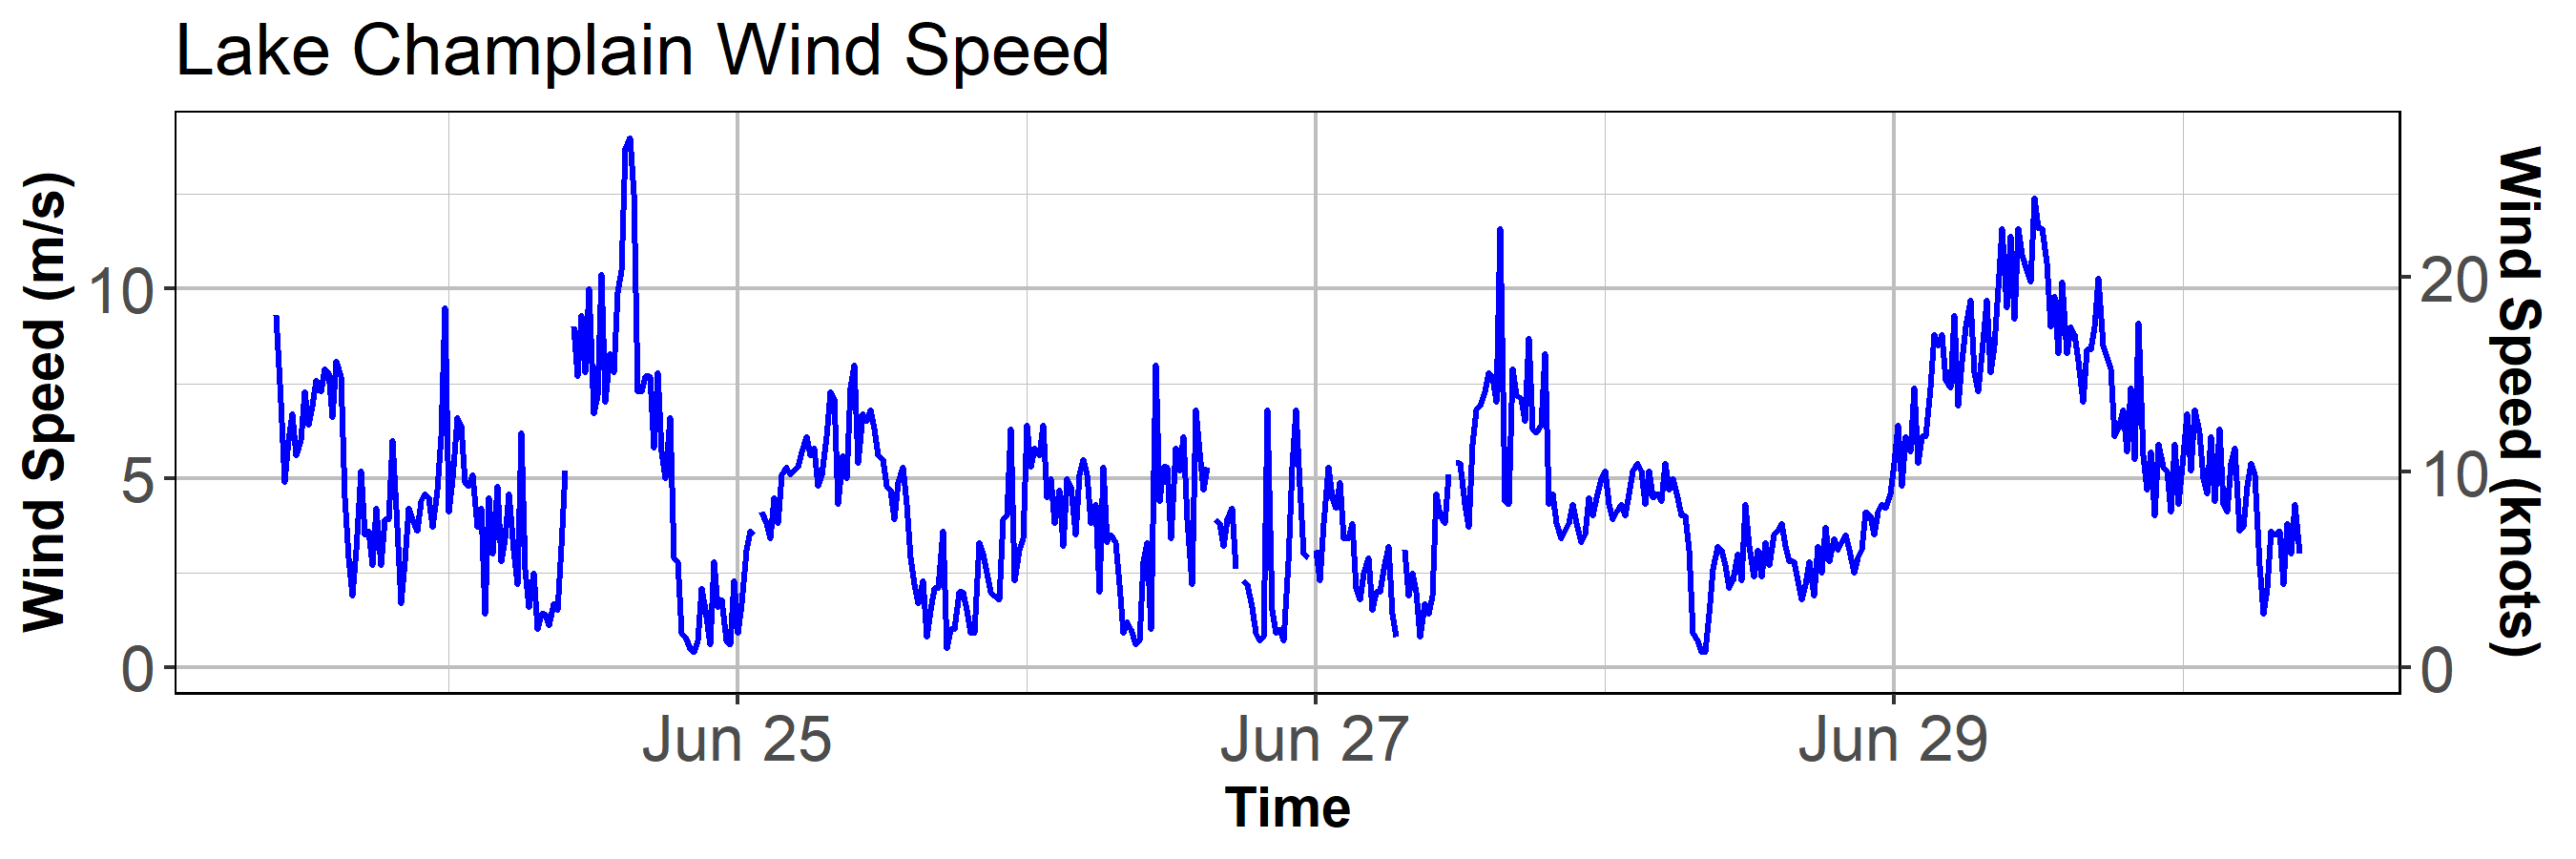 Lake Champlain Wind Speed
Wind Speed (m/s)
10
5
0
20
10
0
Wind Speed (knots)
Jun 25
Jun 27
Jun 29
Time